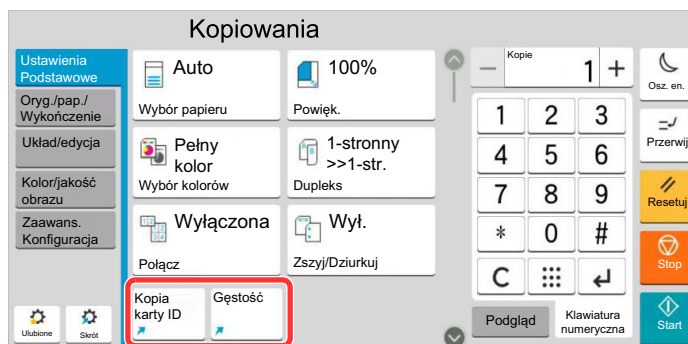 Kopiowania
Ustawienia
Podstawowe
Oryg./pap./
Wykończenie
Układ/edycja
Kolor/jakość
obrazu
Zaawans.
Konfiguracja
Ulubione
Skrót
Auto
Wybór papieru
100%
Powięk.
Pełny
kolor
Wybór kolorów
1-stronny
>>1-str.
Dupleks
Wyłączona
Połącz
Wył.
Zszyj/Dziurkuj
Kopia
karty ID
Gęstość
Kopie
− 1 +
1 2 3
4 5 6
7 8 9
* 0 #
C
Podgląd
Klawiatura
numeryczna
Osz. en.
Przerwij
Resetuj
Stop
Start